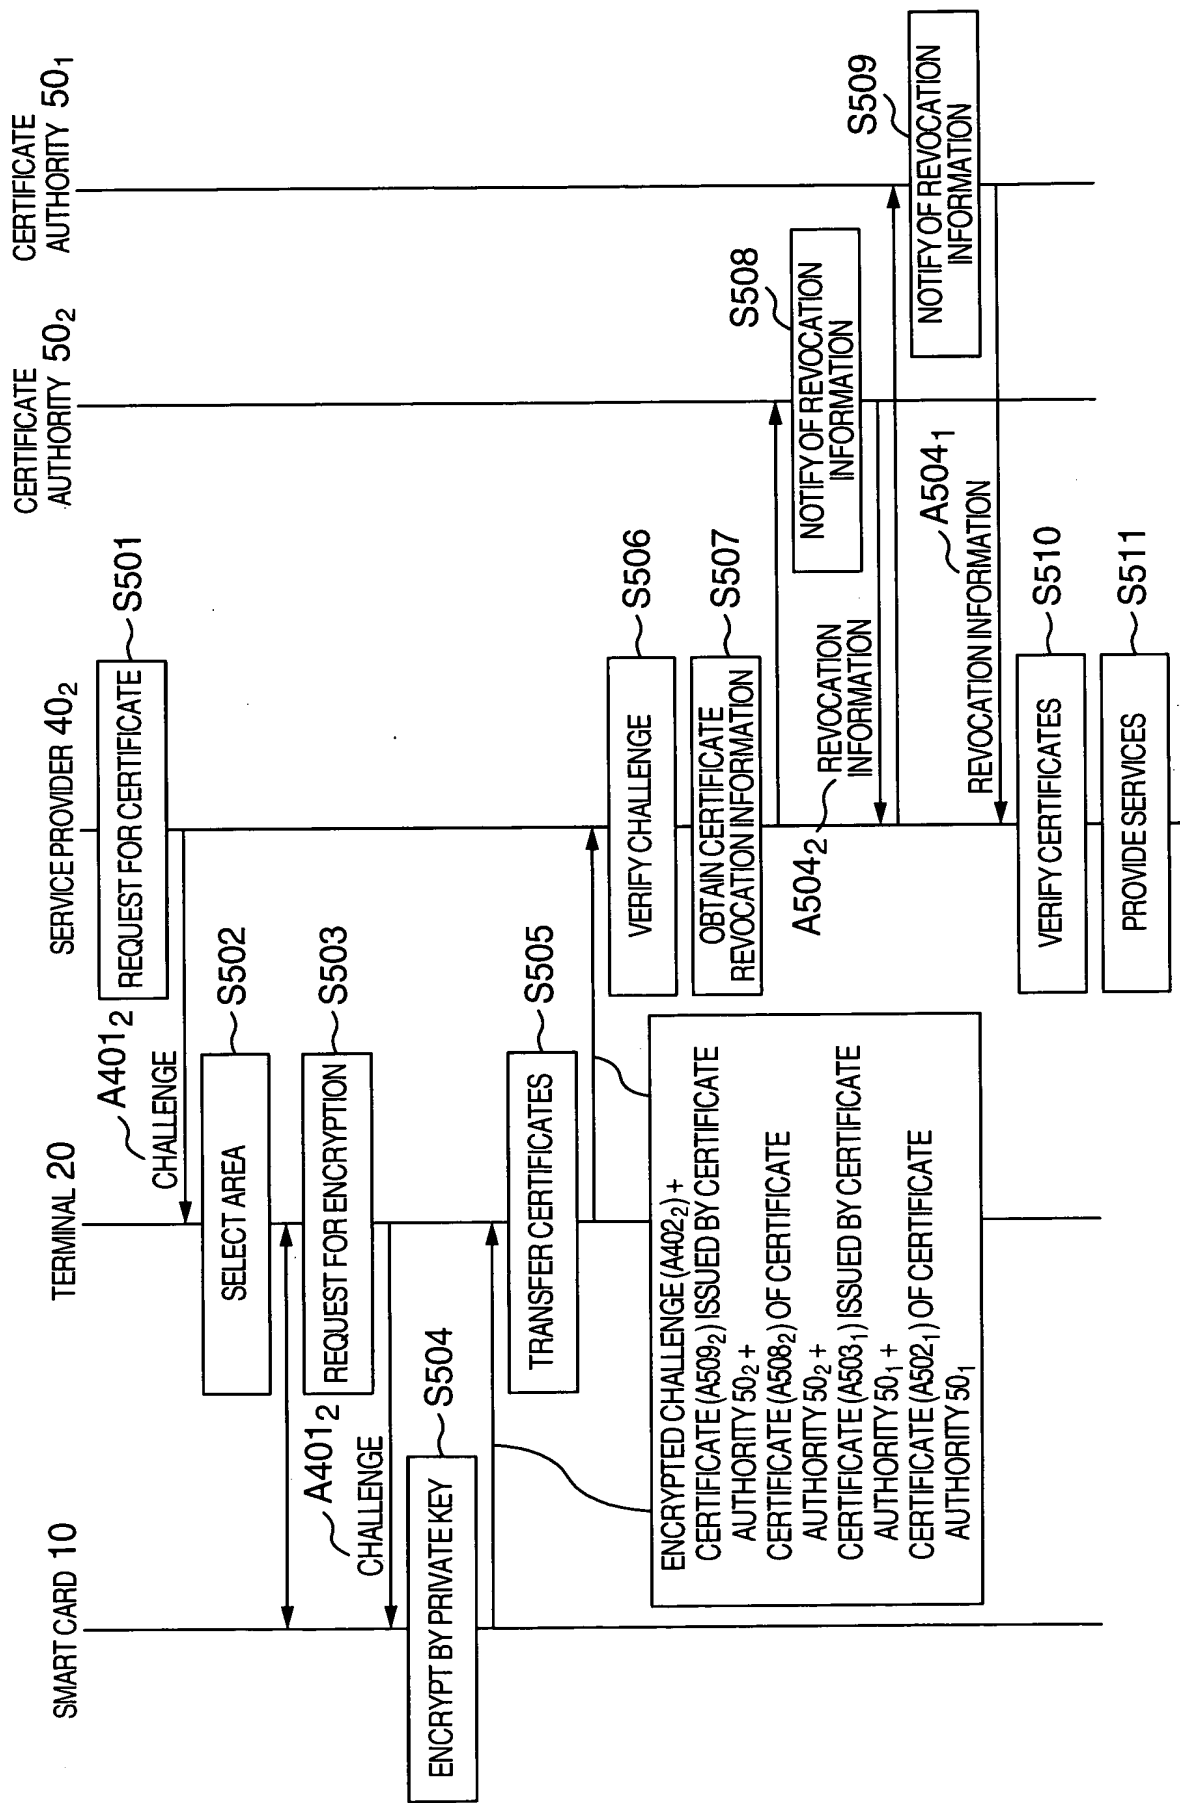 SMART CARD 10
TERMINAL 20
SERVICE PROVIDER 40₂
CERTIFICATE
AUTHORITY 50₂
CERTIFICATE
AUTHORITY 50₁
REQUEST FOR CERTIFICATE
S501
A401₂
CHALLENGE
SELECT AREA
S502
REQUEST FOR ENCRYPTION
S503
A401₂
CHALLENGE
ENCRYPT BY PRIVATE KEY
S504
TRANSFER CERTIFICATES
S505
ENCRYPTED CHALLENGE (A402₂) +
CERTIFICATE (A509₂) ISSUED BY CERTIFICATE
AUTHORITY 50₂ +
CERTIFICATE (A508₂) OF CERTIFICATE
AUTHORITY 50₂ +
CERTIFICATE (A503₁) ISSUED BY CERTIFICATE
AUTHORITY 50₁ +
CERTIFICATE (A502₁) OF CERTIFICATE
AUTHORITY 50₁
VERIFY CHALLENGE
S506
OBTAIN CERTIFICATE
REVOCATION INFORMATION
S507
NOTIFY OF REVOCATION
INFORMATION
S508
A504₂
REVOCATION
INFORMATION
NOTIFY OF REVOCATION
INFORMATION
S509
A504₁
REVOCATION INFORMATION
VERIFY CERTIFICATES
S510
PROVIDE SERVICES
S511